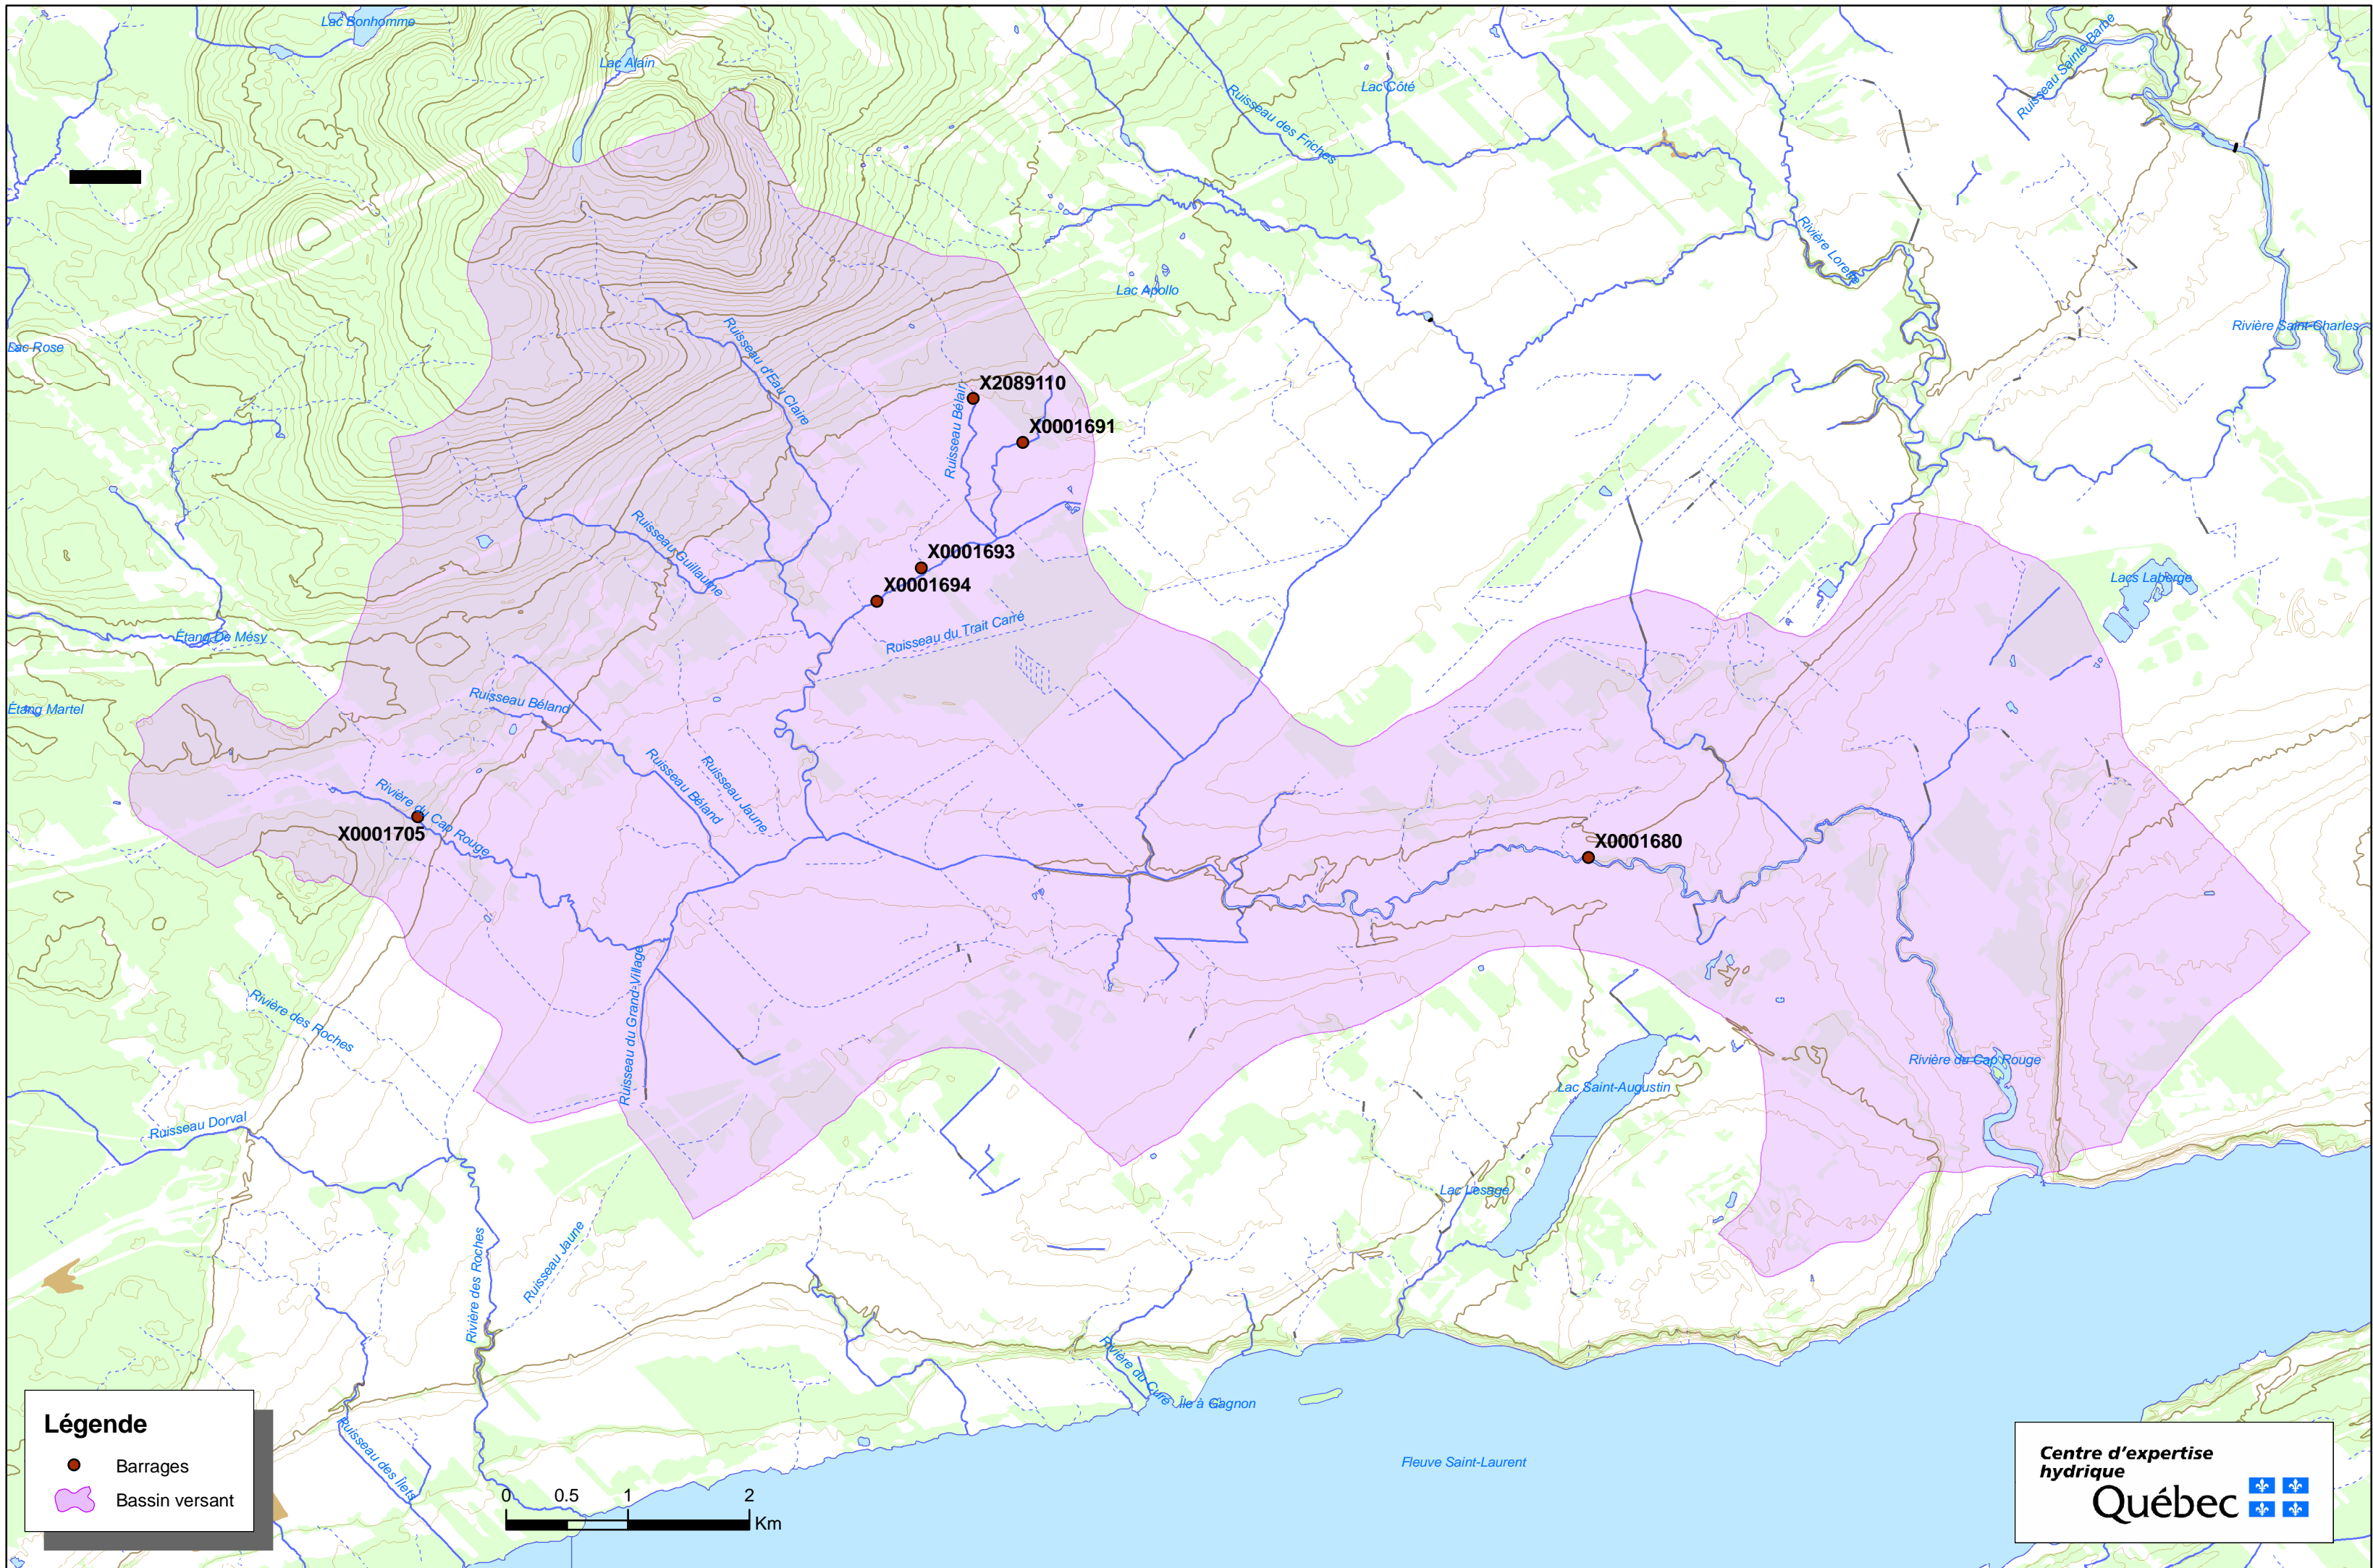 Lac Bonhomme
Lac Alain
Ruisseau Sainte-Barbe
Lac Côté
Ruisseau des Friches
Rivière Lorette
Lac Apollo
Rivière Saint-Charles
Lac Rose
Ruisseau d'Eau Claire
X2089110
Ruisseau Bélair
X0001691
Ruisseau Guillaume
X0001693
X0001694
Lacs Laberge
Étang De Mésy
Ruisseau du Trait Carré
Étang Martel
Ruisseau Béland
Ruisseau Béland
Ruisseau Jaune
Rivière du Cap Rouge
X0001705
X0001680
Ruisseau du Grand-Village
Rivière des Roches
Rivière du Cap Rouge
Lac Saint-Augustin
Ruisseau Dorval
Lac Lesage
Rivière des Roches
Ruisseau Jaune
Rivière du Curé
Île à Gagnon
Ruisseau des Îlets
Fleuve Saint-Laurent
Légende
Barrages
Bassin versant
0 0.5 1 2
Km
Centre d'expertise
hydrique
Québec